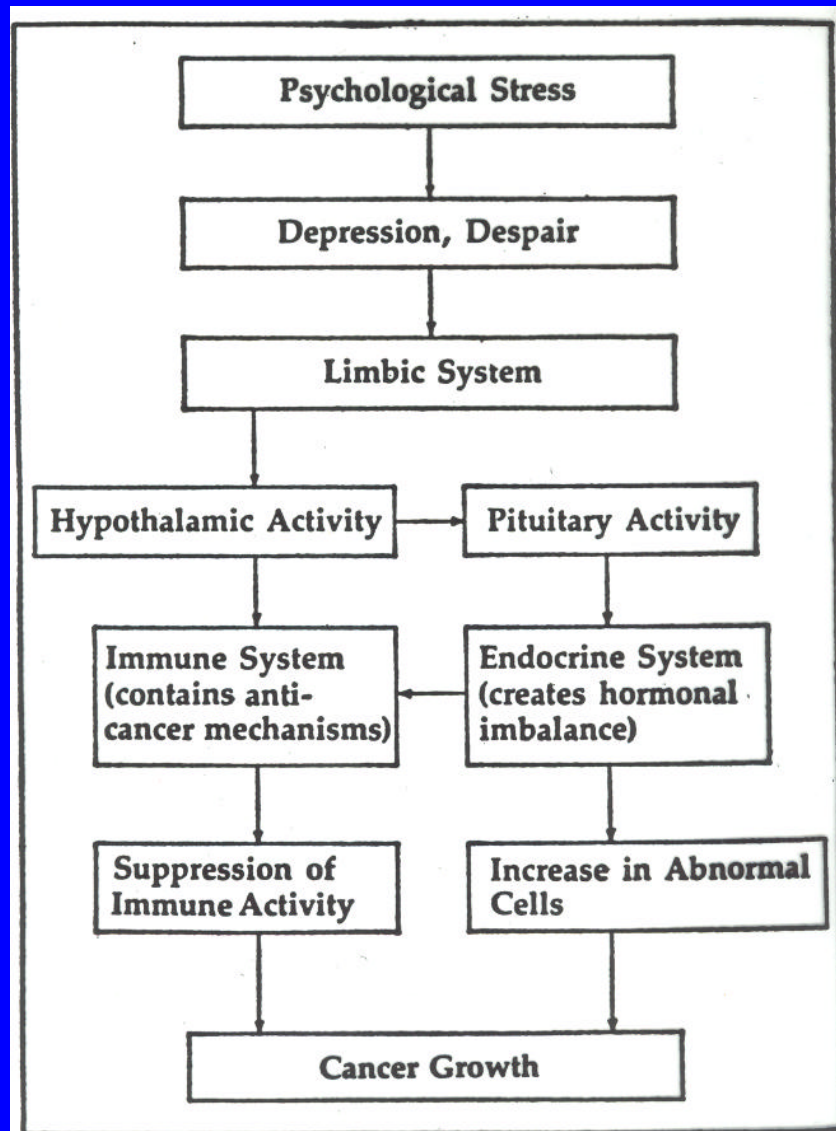 Psychological Stress
Depression, Despair
Limbic System
Hypothalamic Activity
Pituitary Activity
Immune System
(contains anti-
cancer mechanisms)
Endocrine System
(creates hormonal
imbalance)
Suppression of
Immune Activity
Increase in Abnormal
Cells
Cancer Growth